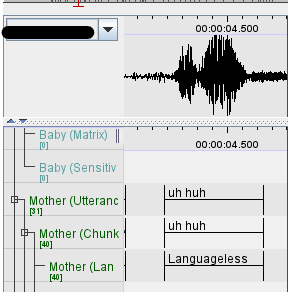 00:00:04.500
00:00:04.500
Baby (Matrix)
[0]
Baby (Sensitiv
[0]
Mother (Utteranc
[31]
uh huh
Mother (Chunk
[40]
uh huh
Mother (Lan
[40]
Languageless